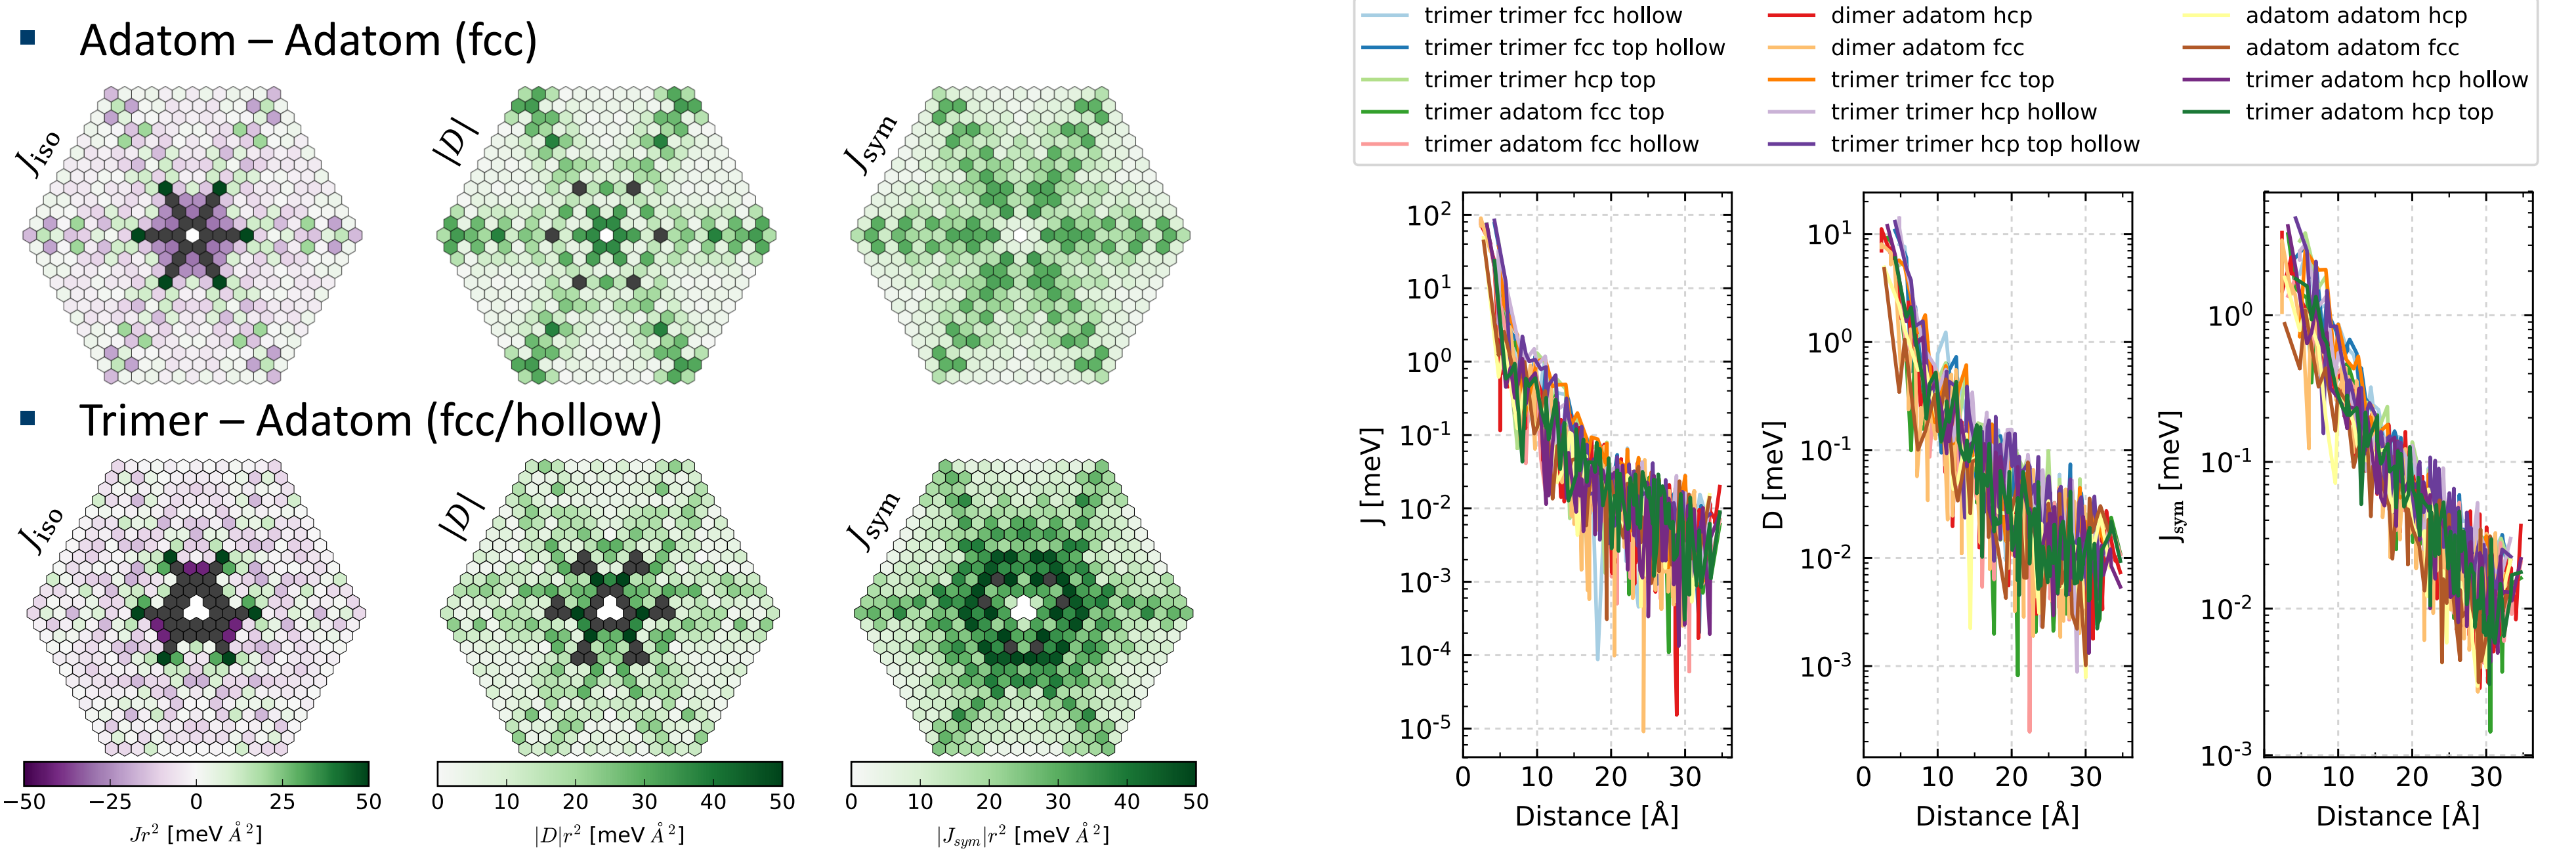 Adatom – Adatom (fcc)
J_iso
|D|
J_sym
Trimer – Adatom (fcc/hollow)
J_iso
|D|
J_sym
−50 −25 0 25 50
Jr² [meV Å²]
0 10 20 30 40 50
|D|r² [meV Å²]
0 10 20 30 40 50
|J_sym|r² [meV Å²]
trimer trimer fcc hollow
trimer trimer fcc top hollow
trimer trimer hcp top
trimer adatom fcc top
trimer adatom fcc hollow
dimer adatom hcp
dimer adatom fcc
trimer trimer fcc top
trimer trimer hcp hollow
trimer trimer hcp top hollow
adatom adatom hcp
adatom adatom fcc
trimer adatom hcp hollow
trimer adatom hcp top
J [meV]
10²
10¹
10⁰
10⁻¹
10⁻²
10⁻³
10⁻⁴
10⁻⁵
0 10 20 30
Distance [Å]
D [meV]
10¹
10⁰
10⁻¹
10⁻²
10⁻³
0 10 20 30
Distance [Å]
J_sym [meV]
10⁰
10⁻¹
10⁻²
10⁻³
0 10 20 30
Distance [Å]